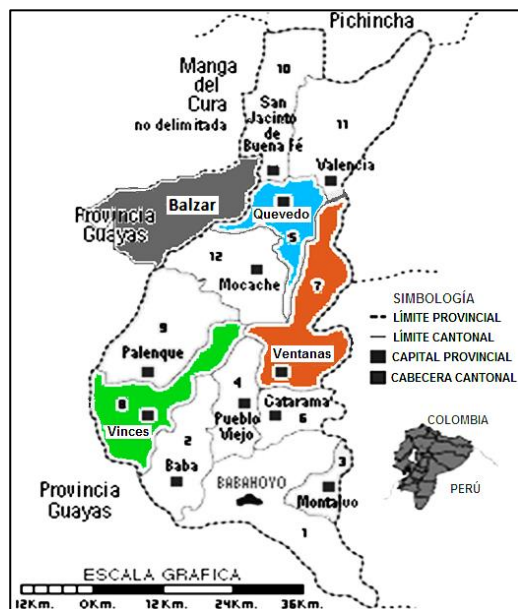 Pichincha
Manga
del
Cura
no delimitada
10
San
Jacinto
de
Buena Fé
11
Valencia
Provincia
Guayas
Balzar
Quevedo
5
12
Mocache
7
9
Palenque
Ventanas
8
Vinces
4
Pueblo
Viejo
Catarama
6
2
Baba
BABAHOYO
3
Montalvo
1
Provincia
Guayas
SIMBOLOGÍA
LÍMITE PROVINCIAL
LÍMITE CANTONAL
CAPITAL PROVINCIAL
CABECERA CANTONAL
COLOMBIA
PERÚ
ESCALA GRAFICA
12Km. 0Km. 12Km 24Km 36Km.